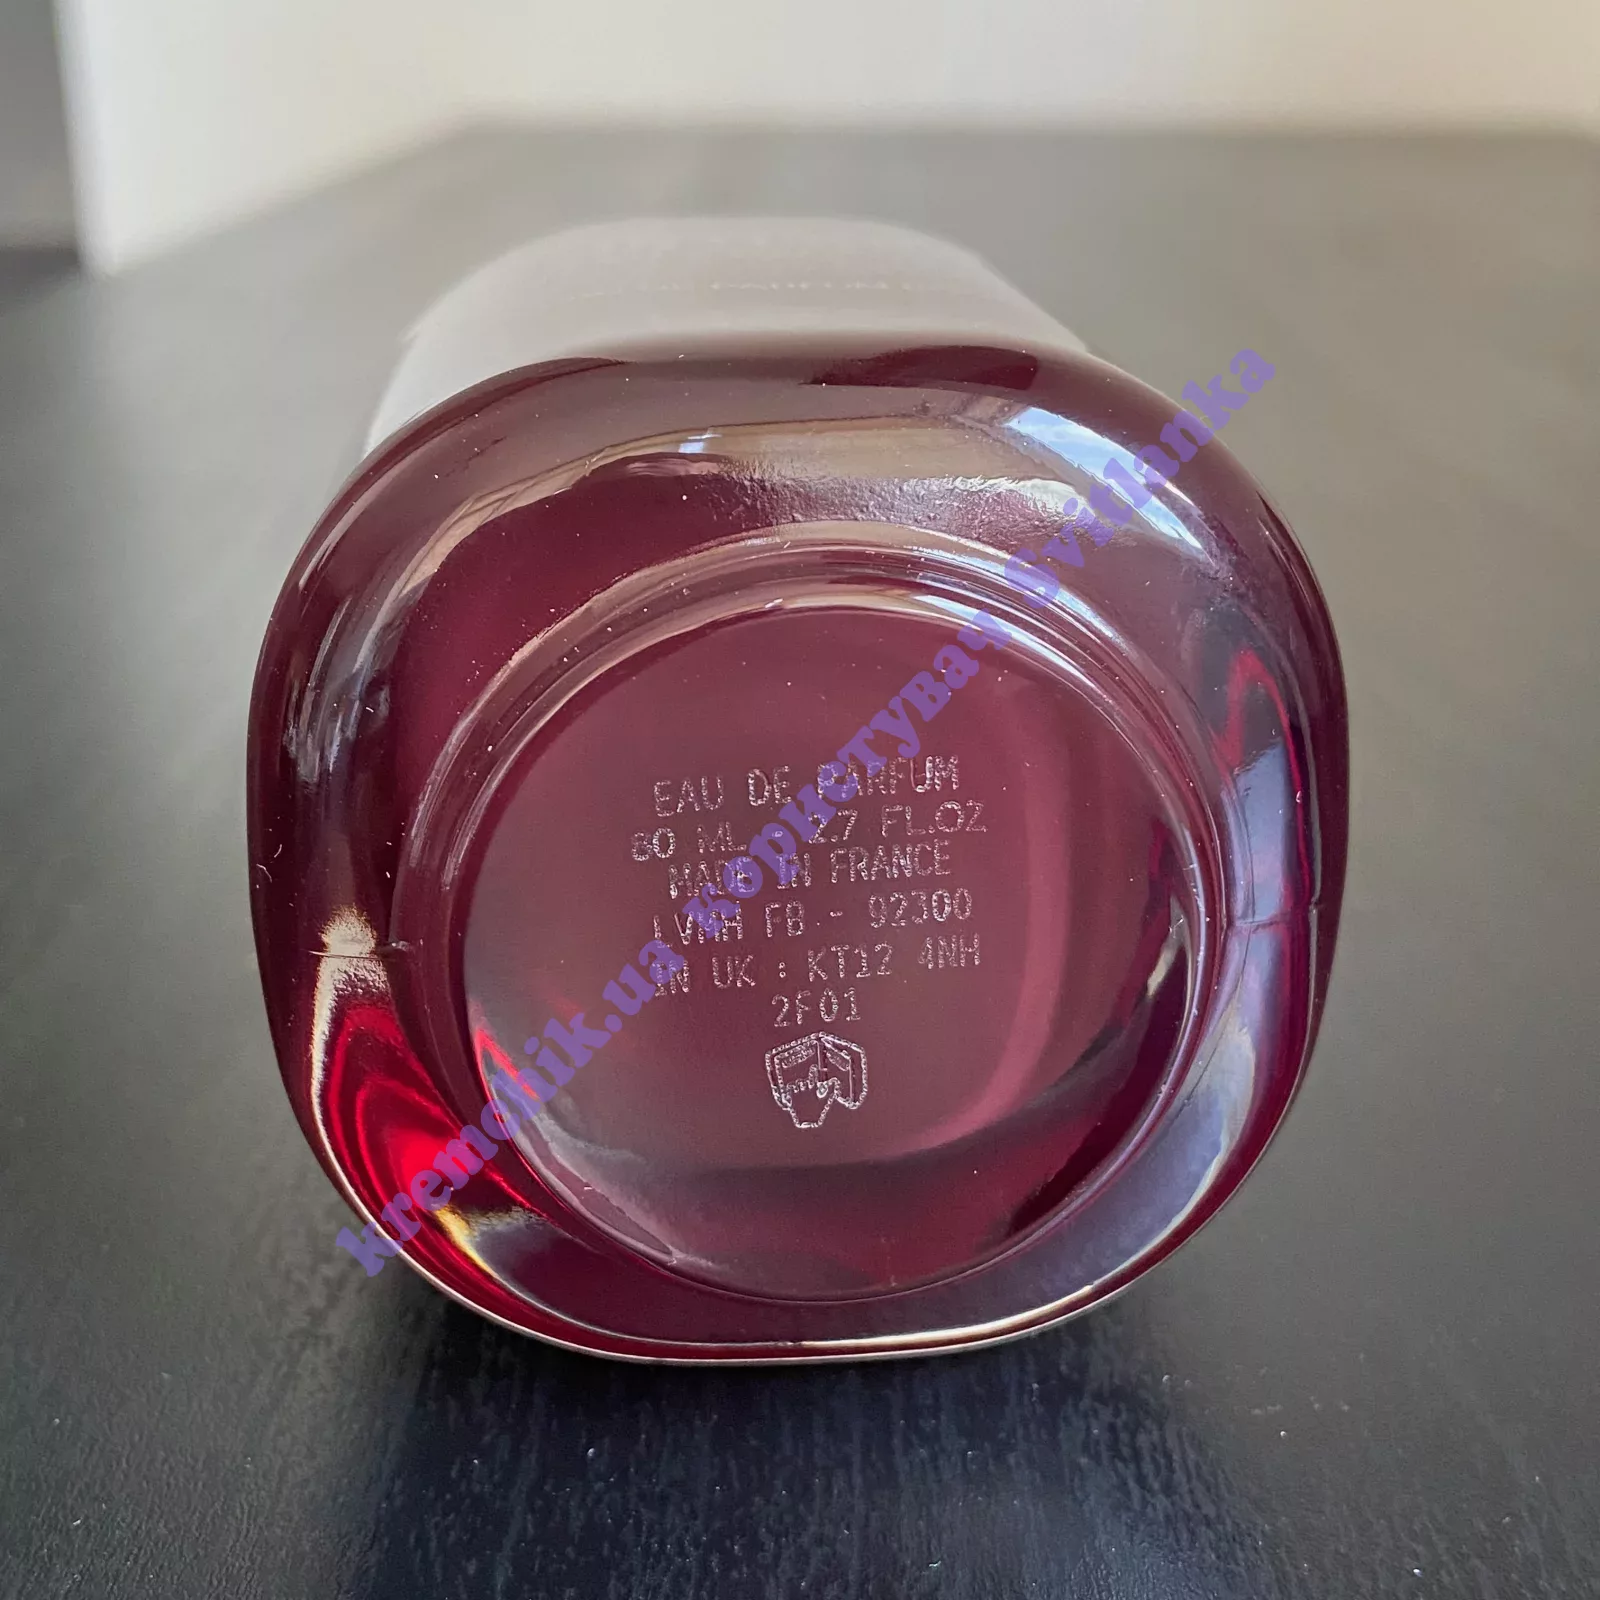 EAU DE PARFUM
80 ML - 2.7 FL.OZ
MADE IN FRANCE
LVMH FB - 92300
IN UK : KT12 4NH
2F01
kremchik.ua користувач Svitlanka